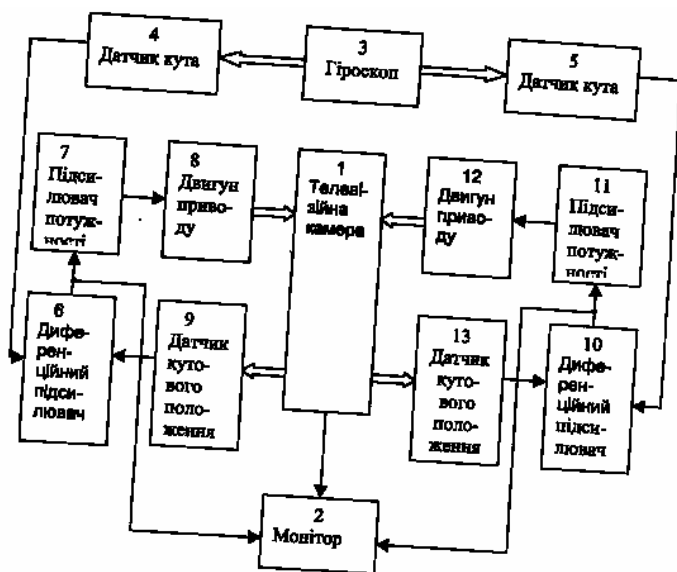 4
Датчик кута
3
Гіроскоп
5
Датчик кута
7
Підси-
лювач
потуж-
ності
8
Двигун
приво-
ду
1
Телеві-
зійна
камера
12
Двигун
приво-
ду
11
Підси-
лювач
потуж-
ності
6
Дифе-
рен-
ційний
підси-
лювач
9
Датчик
куто-
вого
поло-
ження
13
Датчик
куто-
вого
поло-
ження
10
Дифе-
рен-
ційний
підси-
лювач
2
Монітор